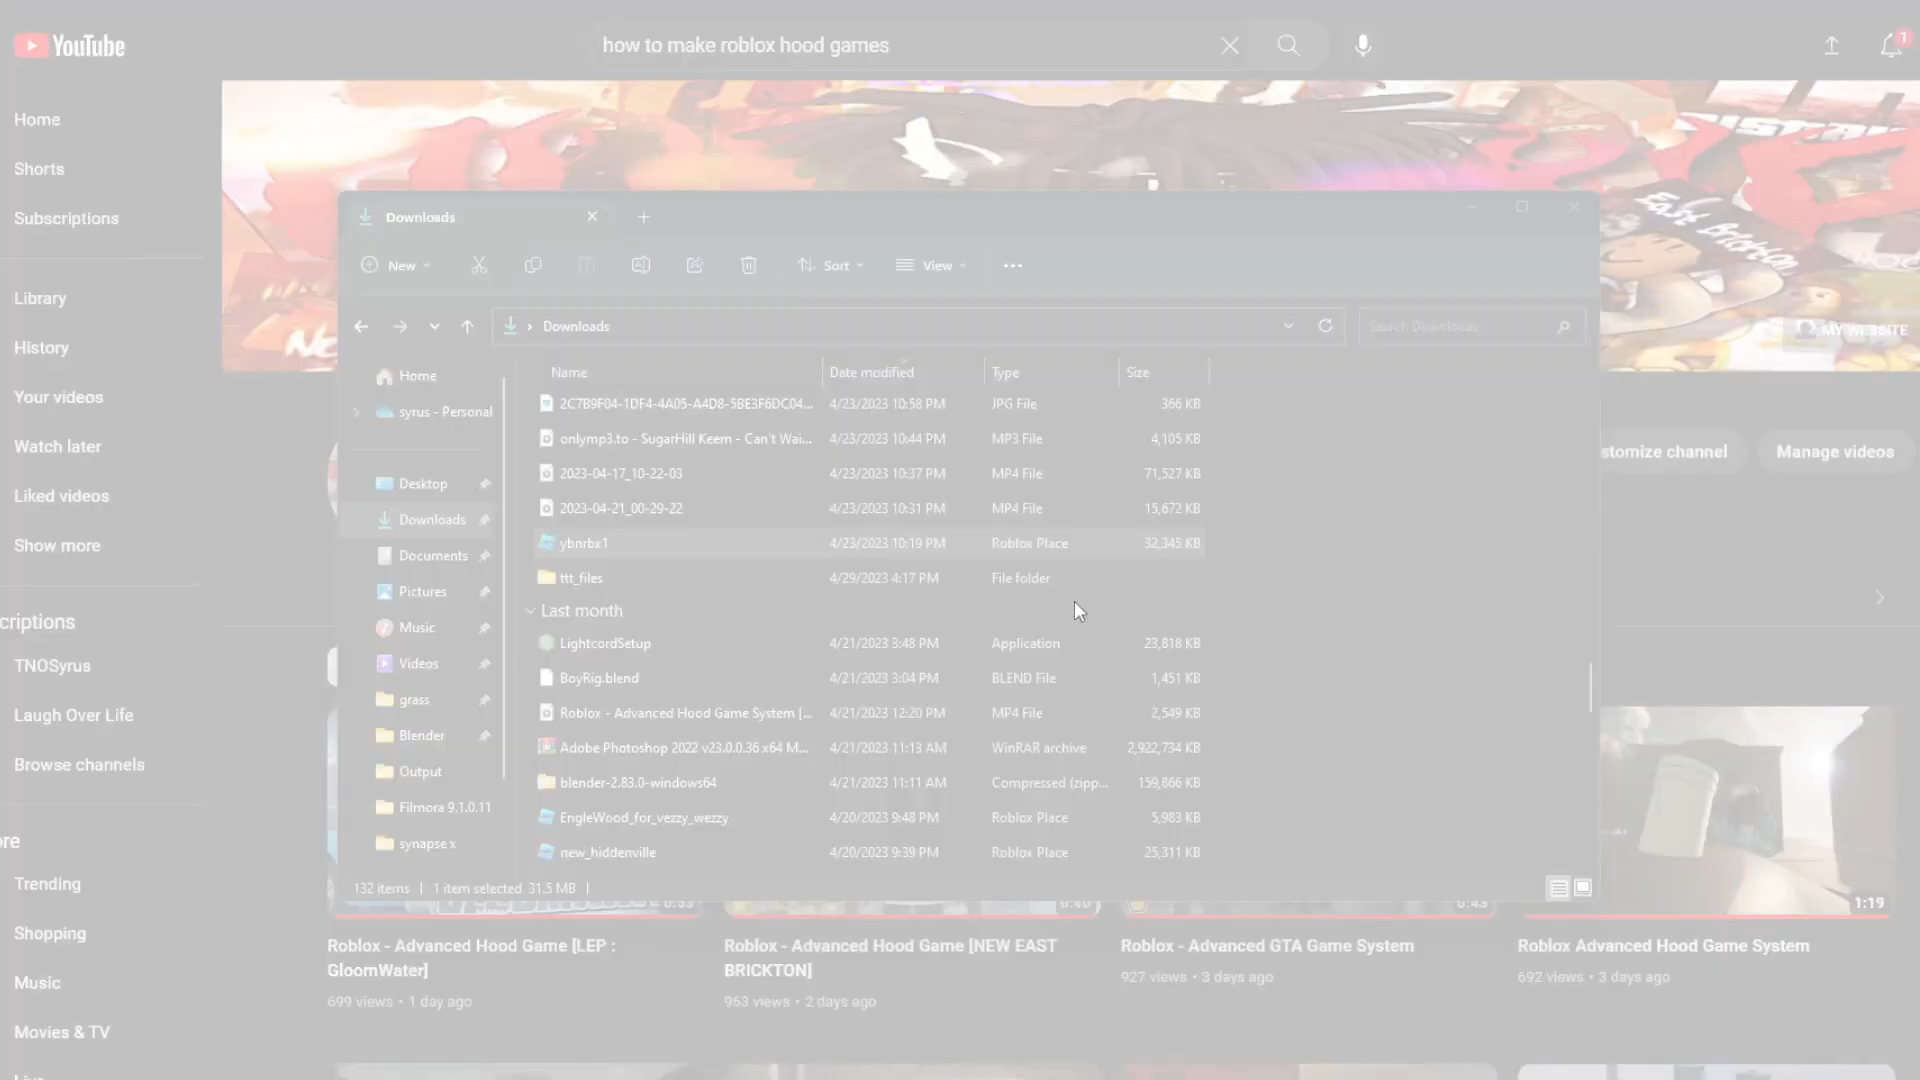 YouTube
how to make roblox hood games
1
Home
Shorts
Subscriptions
Library
History
Your videos
Watch later
Liked videos
Show more
criptions
TNOSyrus
Laugh Over Life
Browse channels
ore
Trending
Shopping
Music
Movies & TV
East Brickton
MY WEBSITE
stomize channel
Manage videos
Downloads
New
Sort
View
Downloads
Search Downloads
Home
syrus - Personal
Desktop
Downloads
Documents
Pictures
Music
Videos
grass
Blender
Output
Filmora 9.1.0.11
synapse x
Name Date modified Type Size
2C7B9F04-1DF4-4A05-A4D8-5BE3F6DC04... 4/23/2023 10:58 PM JPG File 366 KB
onlymp3.to - SugarHill Keem - Can't Wai... 4/23/2023 10:44 PM MP3 File 4,105 KB
2023-04-17_10-22-03 4/23/2023 10:37 PM MP4 File 71,527 KB
2023-04-21_00-29-22 4/23/2023 10:31 PM MP4 File 15,672 KB
ybnrbx1 4/23/2023 10:19 PM Roblox Place 32,345 KB
ttt_files 4/29/2023 4:17 PM File folder
Last month
LightcordSetup 4/21/2023 3:48 PM Application 23,818 KB
BoyRig.blend 4/21/2023 3:04 PM BLEND File 1,451 KB
Roblox - Advanced Hood Game System [... 4/21/2023 12:20 PM MP4 File 2,549 KB
Adobe Photoshop 2022 v23.0.0.36 x64 M... 4/21/2023 11:13 AM WinRAR archive 2,922,734 KB
blender-2.83.0-windows64 4/21/2023 11:11 AM Compressed (zipp... 159,866 KB
EngleWood_for_vezzy_wezzy 4/20/2023 9:48 PM Roblox Place 5,983 KB
new_hiddenville 4/20/2023 9:39 PM Roblox Place 25,311 KB
132 items 1 item selected 31.5 MB
0:53
0:40
0:43
1:19
Roblox - Advanced Hood Game [LEP :
GloomWater]
699 views • 1 day ago
Roblox - Advanced Hood Game [NEW EAST
BRICKTON]
963 views • 2 days ago
Roblox - Advanced GTA Game System
927 views • 3 days ago
Roblox Advanced Hood Game System
692 views • 3 days ago